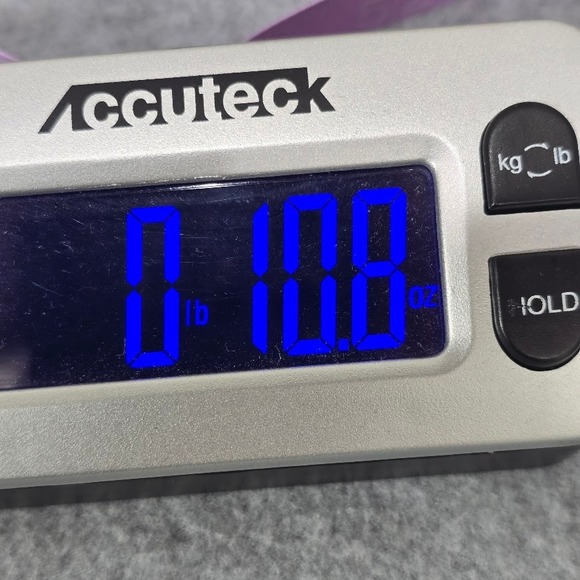 Accuteck
kg lb
0 lb 10.8 oz
HOLD